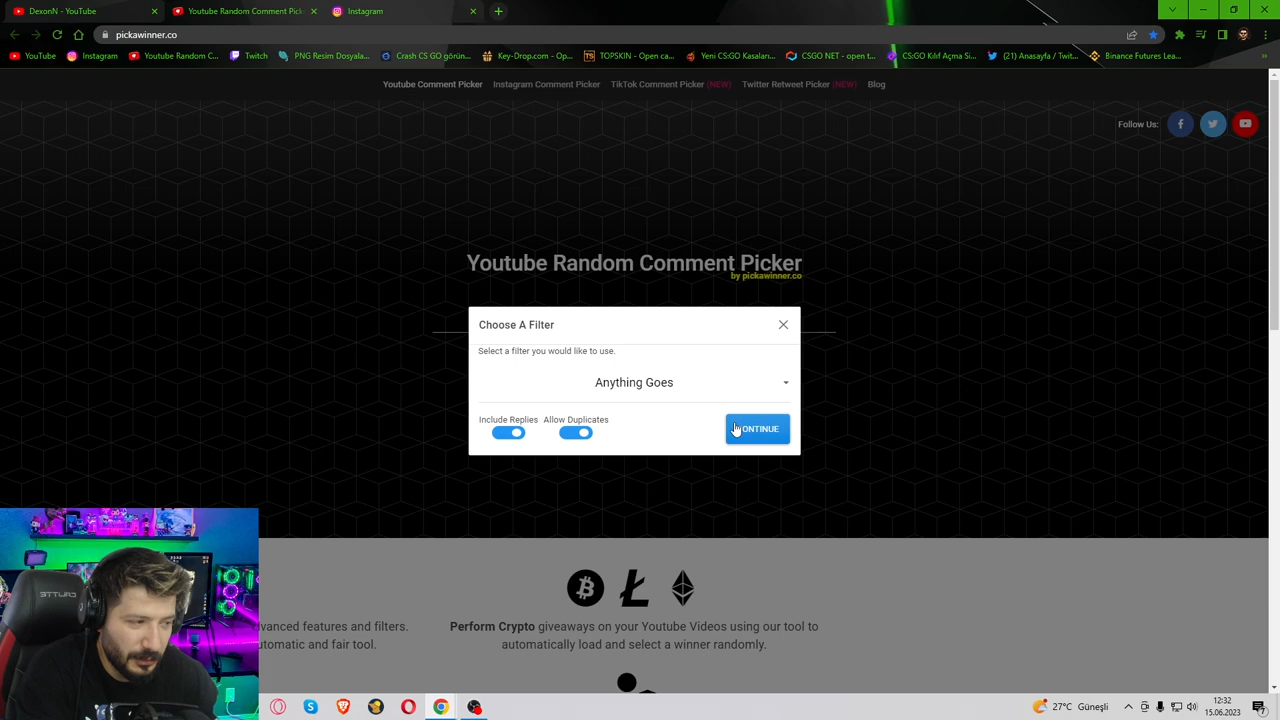 DexonN - YouTube
Youtube Random Comment Pick
Instagram
pickawinner.co
YouTube
Instagram
Youtube Random C...
Twitch
PNG Resim Dosyala...
Crash CS GO görün...
Key-Drop.com - Op...
TOPSKIN - Open ca...
Yeni CS:GO Kasaları...
CSGO NET - open t...
CS:GO Kılıf Açma Si...
(21) Anasayfa / Twit...
Binance Futures Lea...
Youtube Comment Picker
Instagram Comment Picker
TikTok Comment Picker (NEW)
Twitter Retweet Picker (NEW)
Blog
Follow Us:
Youtube Random Comment Picker
by pickawinner.co
Choose A Filter
Select a filter you would like to use.
Anything Goes
Include Replies
Allow Duplicates
CONTINUE
vanced features and filters.
utomatic and fair tool.
Perform Crypto giveaways on your Youtube Videos using our tool to
automatically load and select a winner randomly.
27°C Güneşli
12:32
15.06.2023